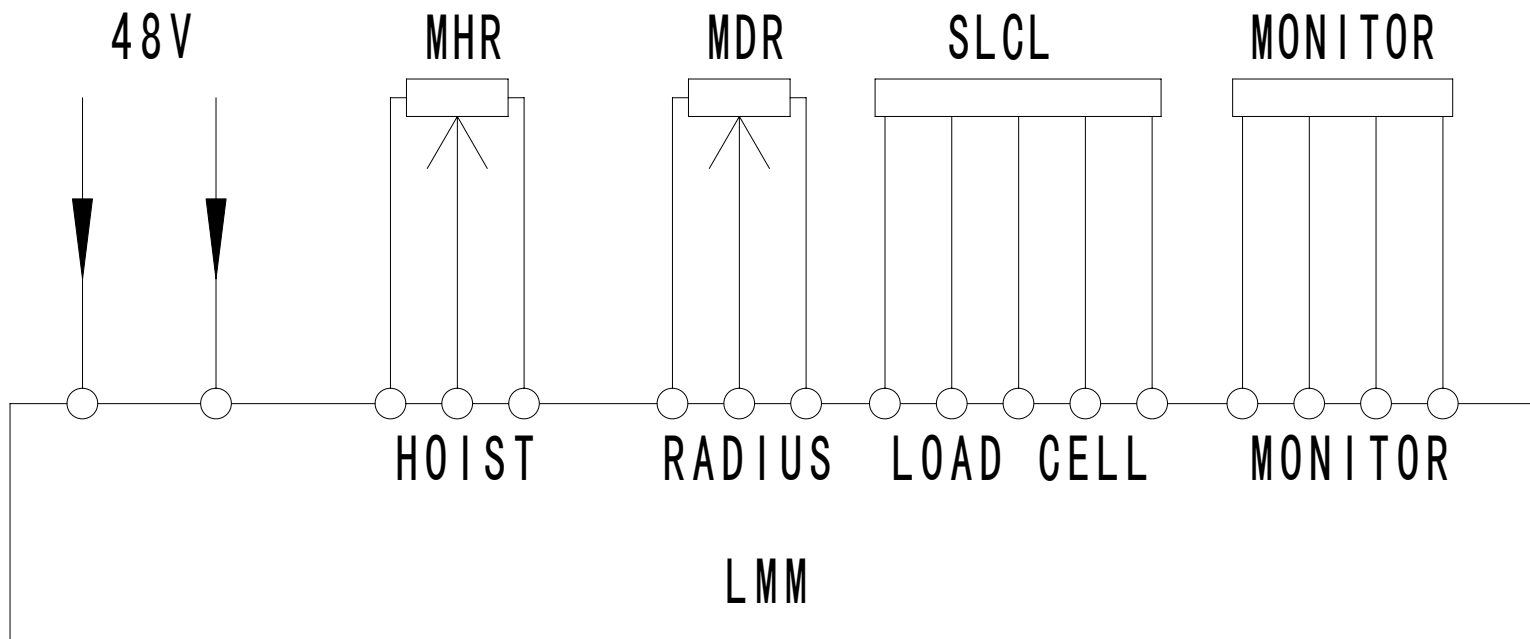 48V MHR MDR SLCL MONITOR
HOIST RADIUS LOAD CELL MONITOR
LMM